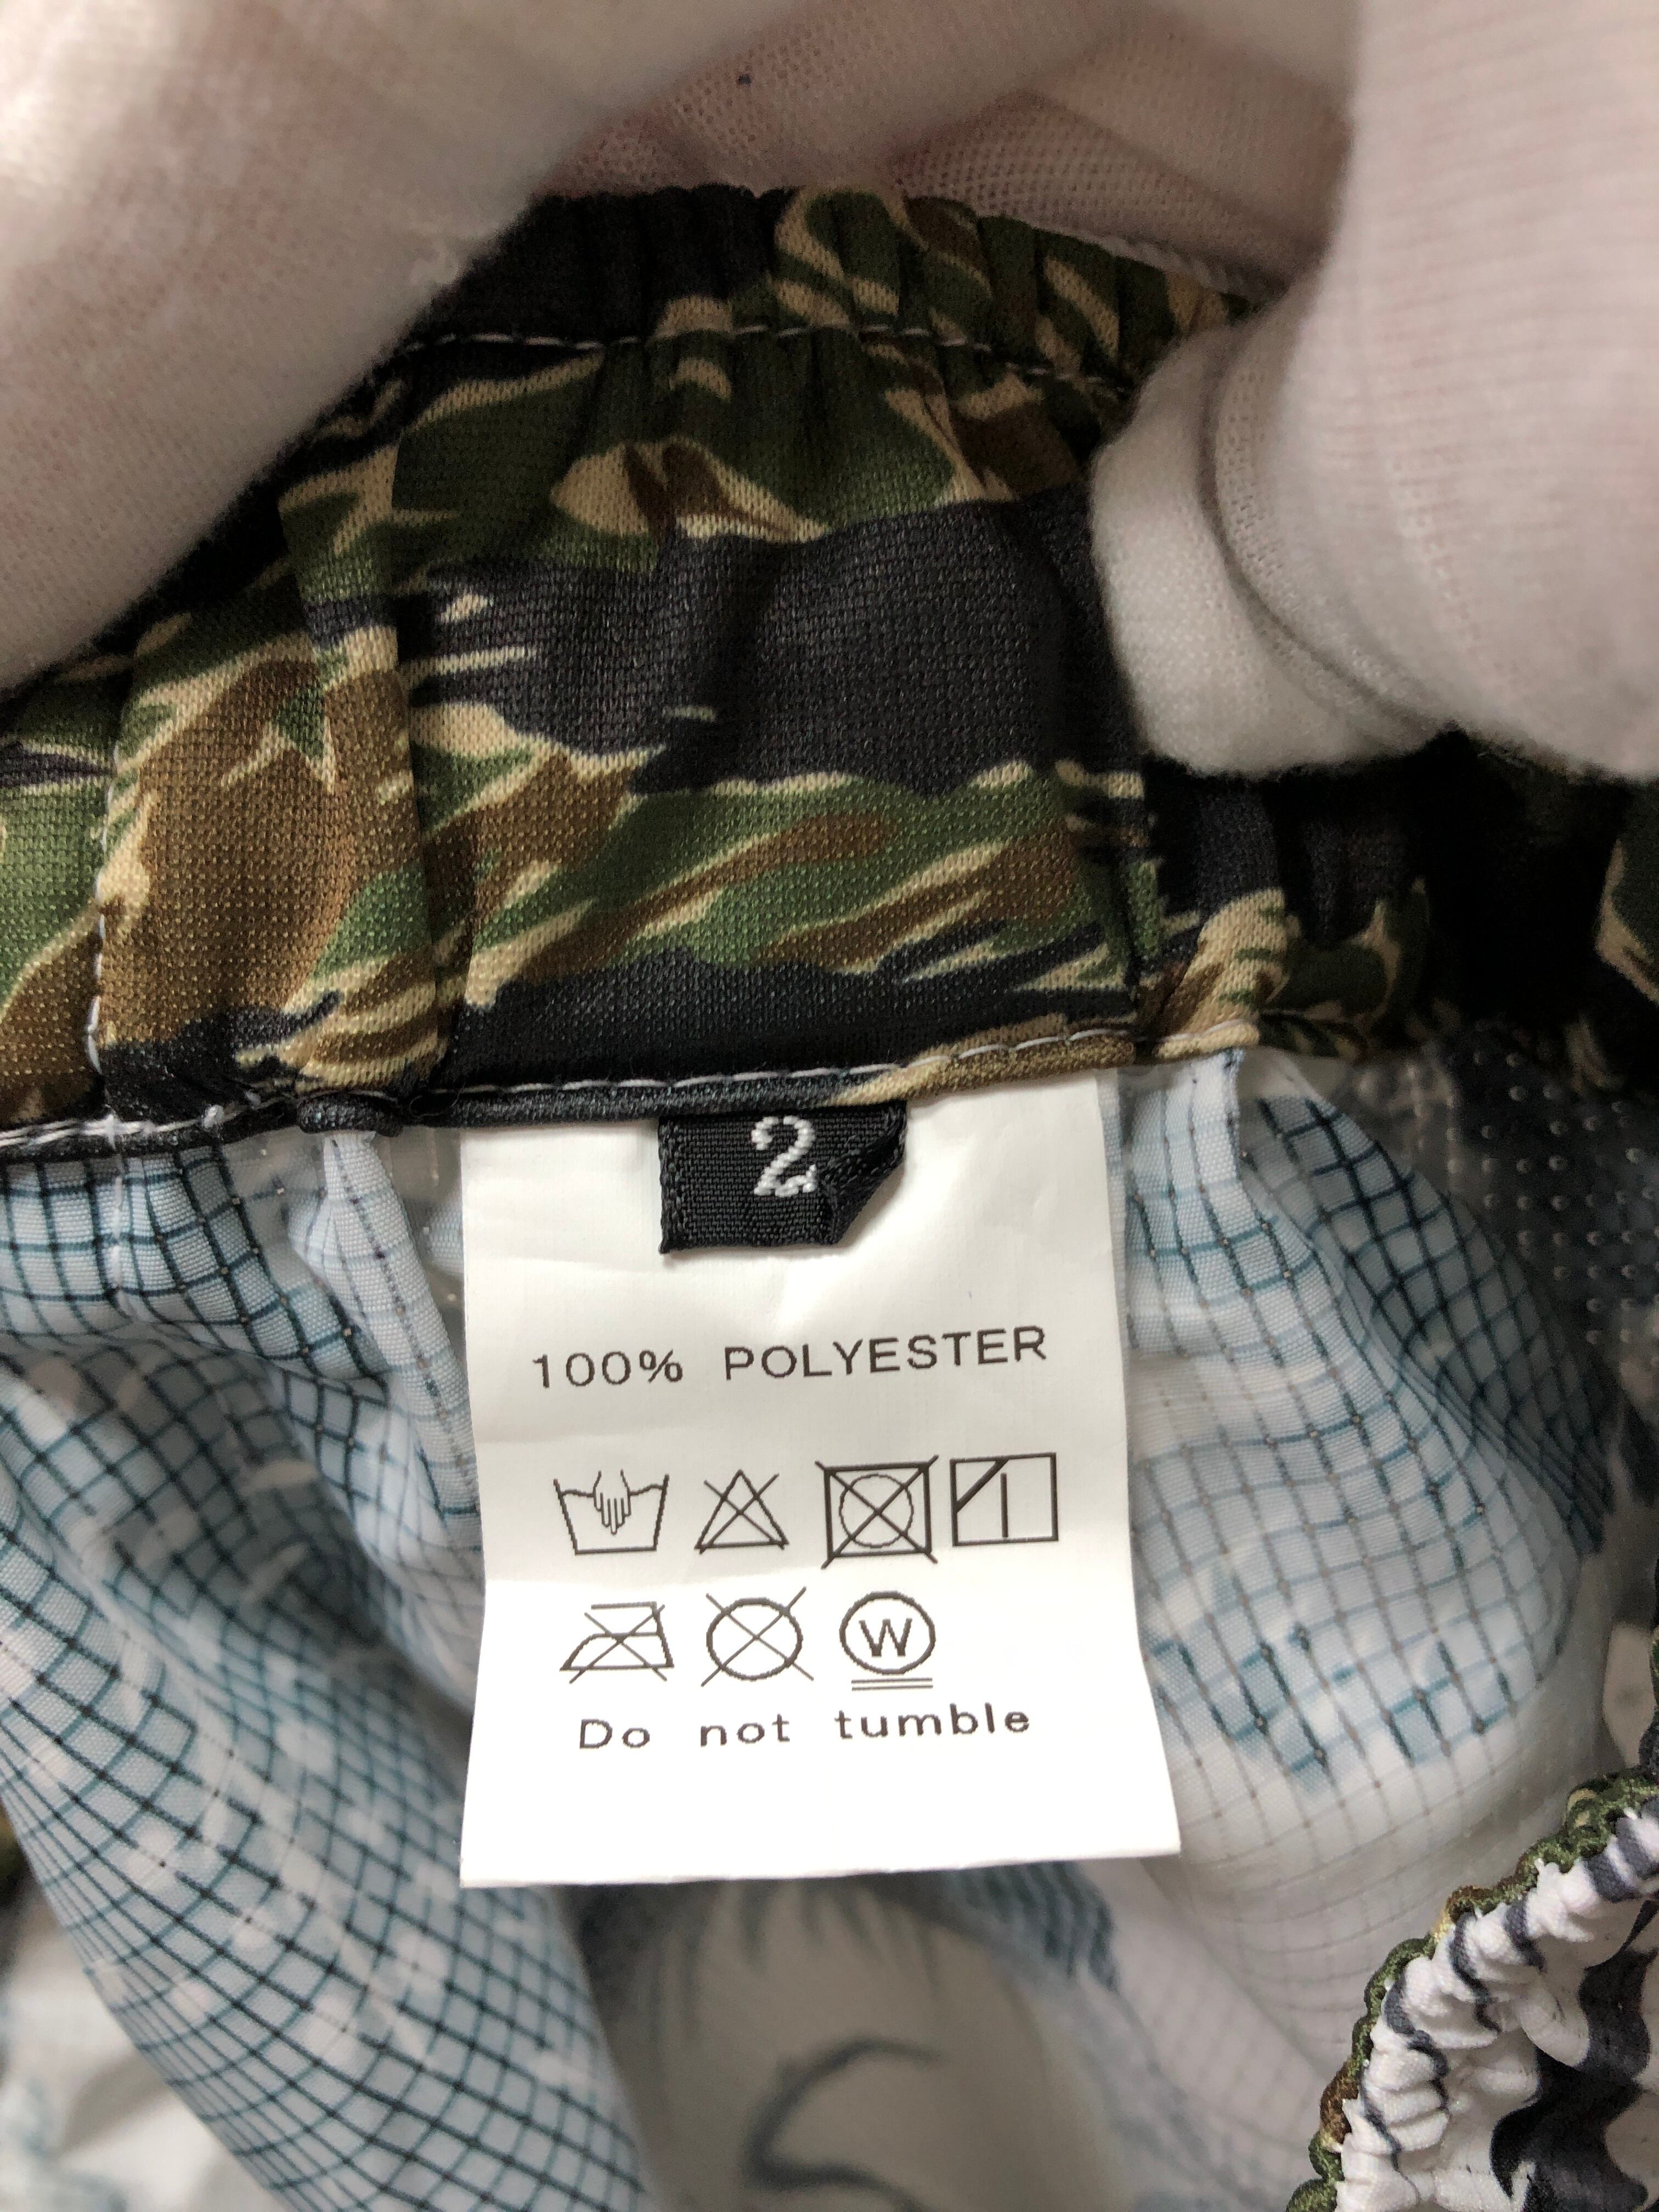 2
100% POLYESTER
W
Do not tumble